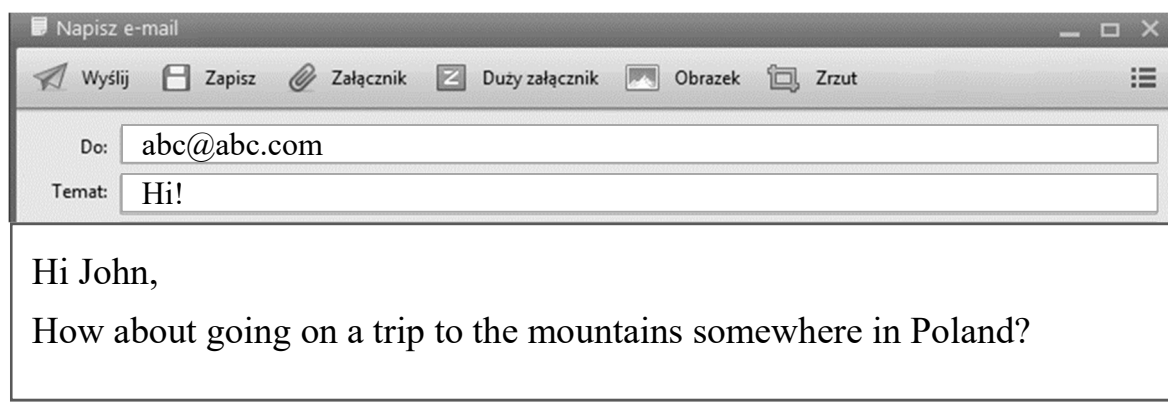 Napisz e-mail
Wyślij Zapisz Załącznik Duży załącznik Obrazek Zrzut
Do: abc@abc.com
Temat: Hi!
Hi John,
How about going on a trip to the mountains somewhere in Poland?